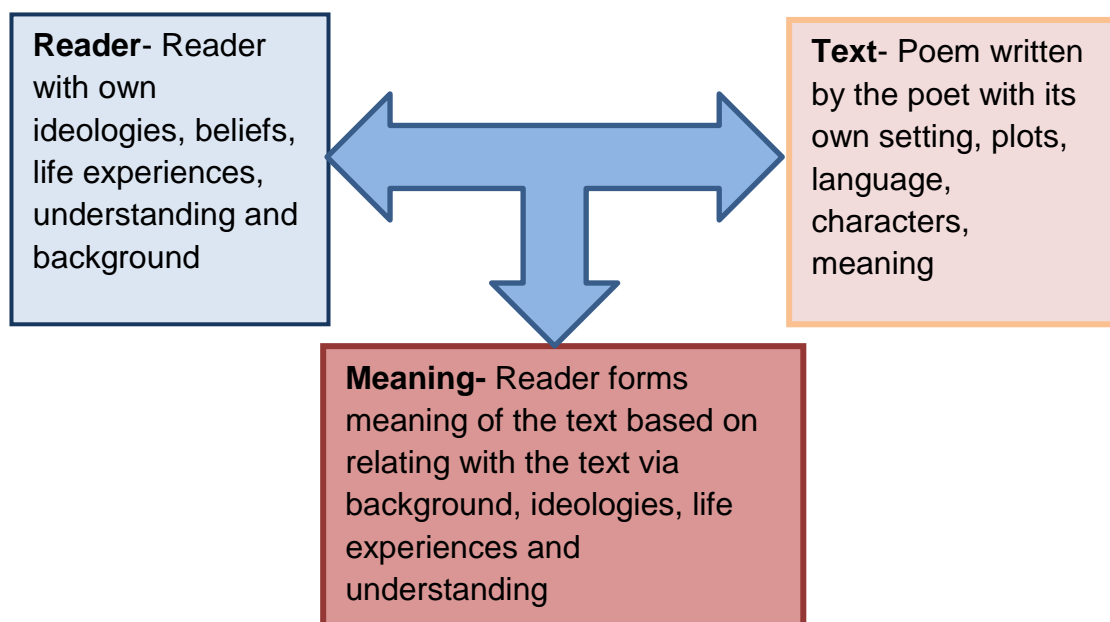 Reader- Reader
with own
ideologies, beliefs,
life experiences,
understanding and
background
Text- Poem written
by the poet with its
own setting, plots,
language,
characters,
meaning
Meaning- Reader forms
meaning of the text based on
relating with the text via
background, ideologies, life
experiences and
understanding